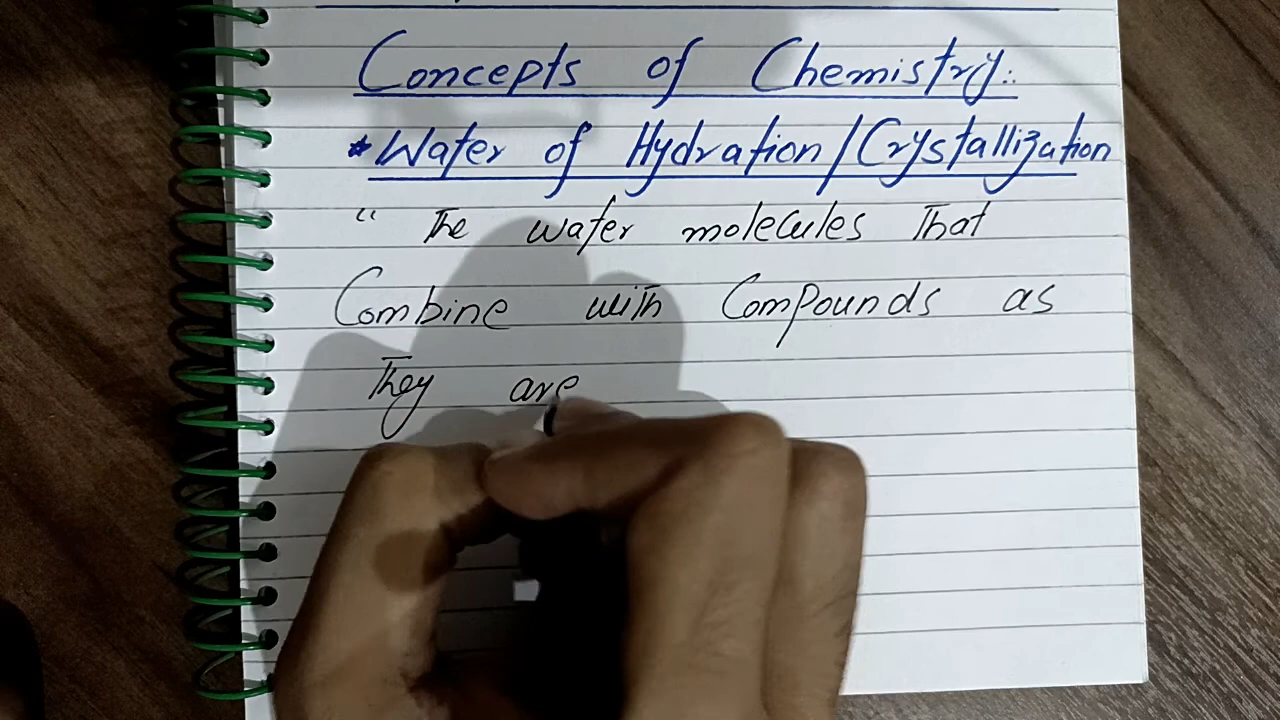 Concepts of Chemistry:
*Water of Hydration/Crystallization
“ The water molecules that
Combine with Compounds as
They are